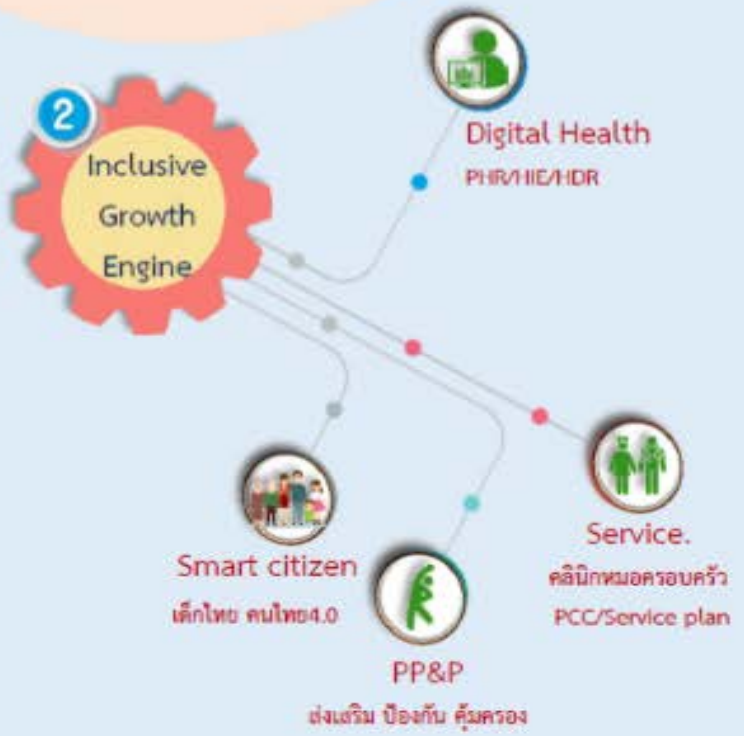 2
Inclusive
Growth
Engine
Digital Health
PHR/HIE/HDR
Service.
คลินิกหมอครอบครัว
PCC/Service plan
Smart citizen
เด็กไทย คนไทย4.0
PP&P
ส่งเสริม ป้องกัน คุ้มครอง